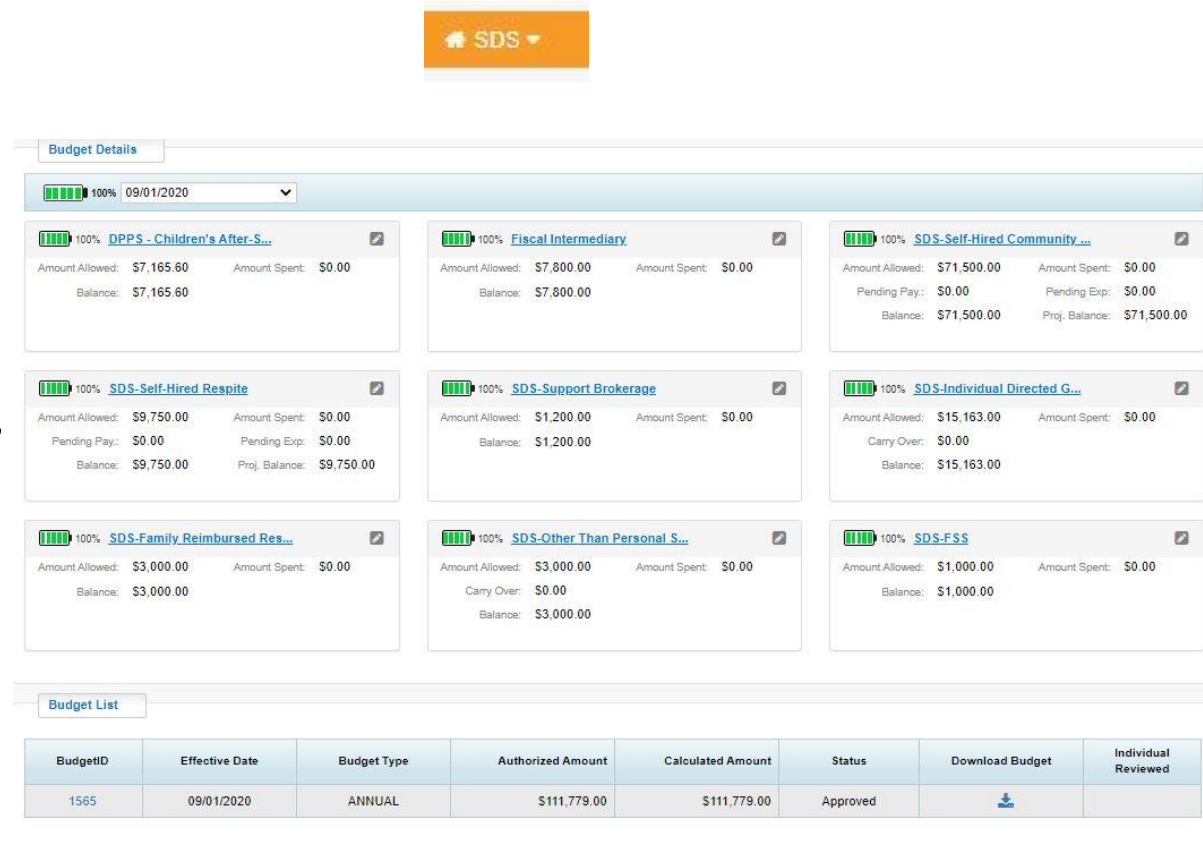 SDS
Budget Details
100% 09/01/2020
100% DPPS - Children's After-S...
Amount Allowed: $7,165.60 Amount Spent: $0.00
Balance: $7,165.60
100% Fiscal Intermediary
Amount Allowed: $7,800.00 Amount Spent: $0.00
Balance: $7,800.00
100% SDS-Self-Hired Community ...
Amount Allowed: $71,500.00 Amount Spent: $0.00
Pending Pay.: $0.00 Pending Exp: $0.00
Balance: $71,500.00 Proj. Balance: $71,500.00
100% SDS-Self-Hired Respite
Amount Allowed: $9,750.00 Amount Spent: $0.00
Pending Pay.: $0.00 Pending Exp: $0.00
Balance: $9,750.00 Proj. Balance: $9,750.00
100% SDS-Support Brokerage
Amount Allowed: $1,200.00 Amount Spent: $0.00
Balance: $1,200.00
100% SDS-Individual Directed G...
Amount Allowed: $15,163.00 Amount Spent: $0.00
Carry Over: $0.00
Balance: $15,163.00
100% SDS-Family Reimbursed Res...
Amount Allowed: $3,000.00 Amount Spent: $0.00
Balance: $3,000.00
100% SDS-Other Than Personal S...
Amount Allowed: $3,000.00 Amount Spent: $0.00
Carry Over: $0.00
Balance: $3,000.00
100% SDS-FSS
Amount Allowed: $1,000.00 Amount Spent: $0.00
Balance: $1,000.00
Budget List
BudgetID Effective Date Budget Type Authorized Amount Calculated Amount Status Download Budget Individual Reviewed
1565 09/01/2020 ANNUAL $111,779.00 $111,779.00 Approved